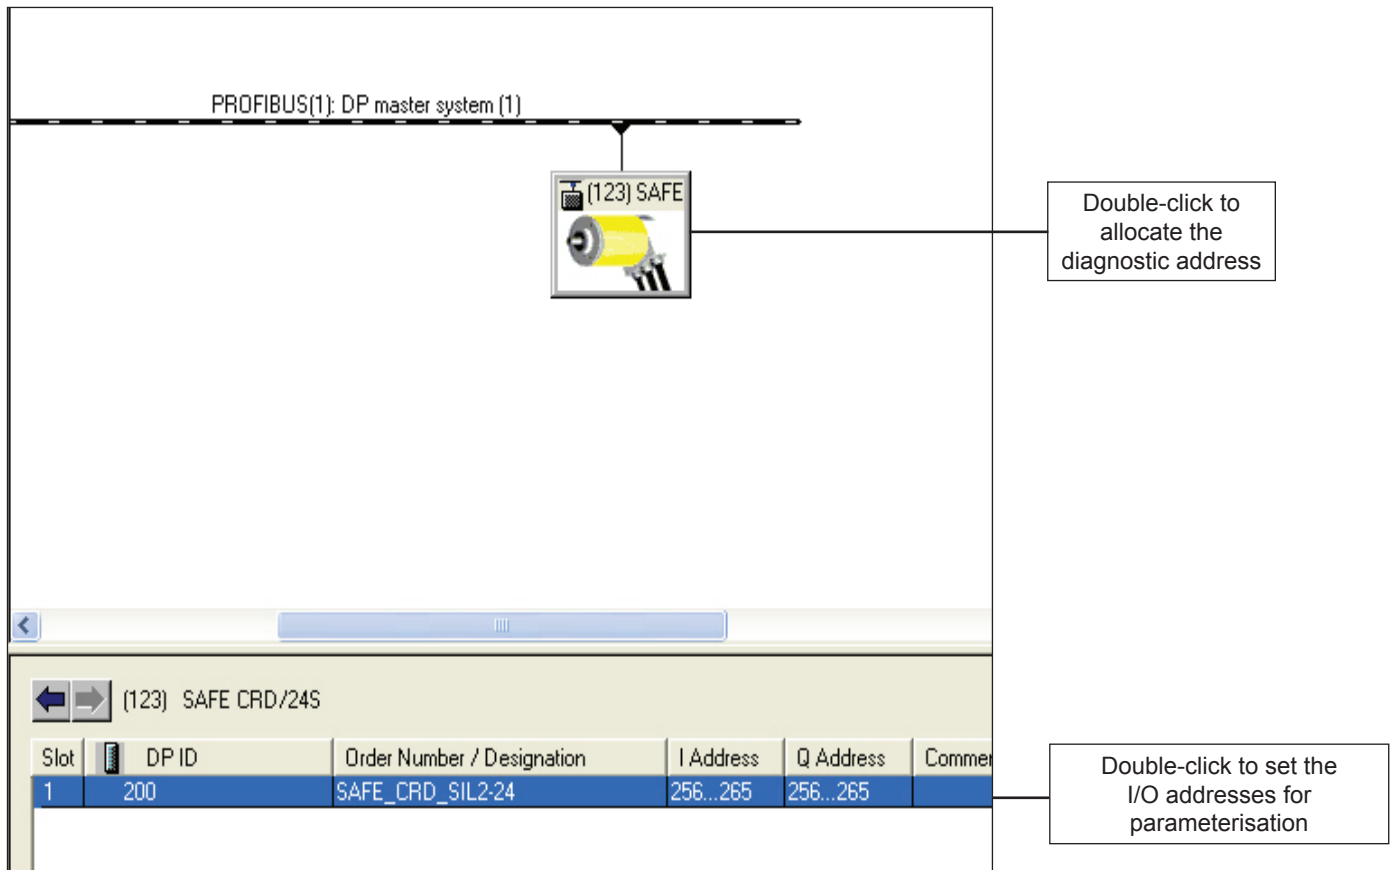 PROFIBUS(1): DP master system (1)
(123) SAFE
Double-click to
allocate the
diagnostic address
(123) SAFE CRD/24S
Slot DP ID Order Number / Designation I Address Q Address Commen
1 200 SAFE_CRD_SIL2-24 256...265 256...265
Double-click to set the
I/O addresses for
parameterisation